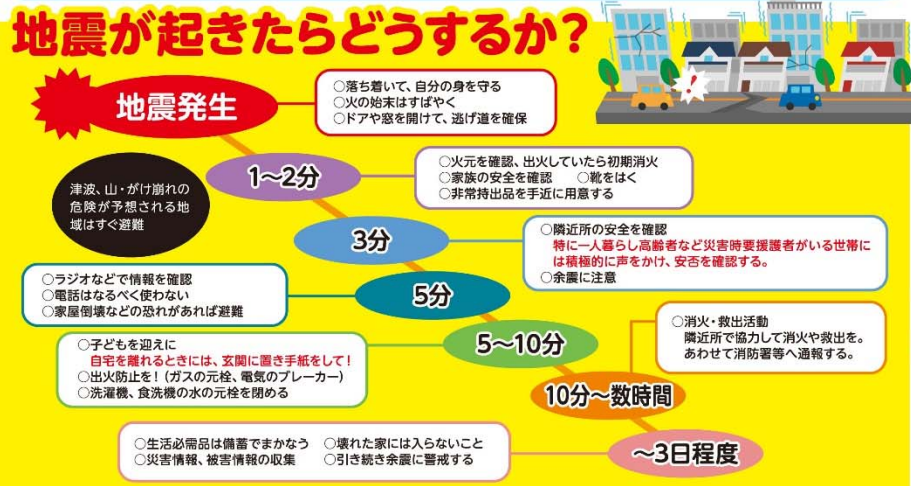 地震が起きたらどうするか?
地震発生
○落ち着いて、自分の身を守る
○火の始末はすばやく
○ドアや窓を開けて、逃げ道を確保
!
津波、山・がけ崩れの
危険が予想される地
域はすぐ避難
1〜2分
○火元を確認、出火していたら初期消火
○家族の安全を確認 ○靴をはく
○非常持出品を手近に用意する
3分
○隣近所の安全を確認
特に一人暮らし高齢者など災害時要援護者がいる世帯に
は積極的に声をかけ、安否を確認する。
○余震に注意
5分
○ラジオなどで情報を確認
○電話はなるべく使わない
○家屋倒壊などの恐れがあれば避難
5〜10分
○子どもを迎えに
自宅を離れるときには、玄関に置き手紙をして!
○出火防止を!(ガスの元栓、電気のブレーカー)
○洗濯機、食洗機の水の元栓を閉める
10分〜数時間
○消火・救出活動
隣近所で協力して消火や救出を。
あわせて消防署等へ通報する。
〜3日程度
○生活必需品は備蓄でまかなう ○壊れた家には入らないこと
○災害情報、被害情報の収集 ○引き続き余震に警戒する